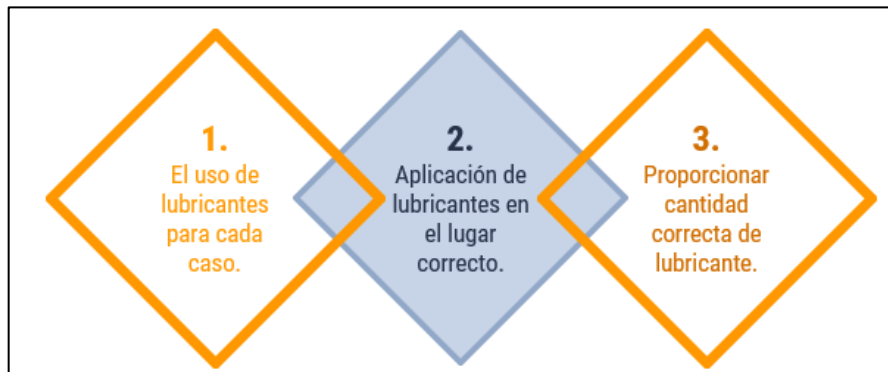 1.
El uso de
lubricantes
para cada
caso.
2.
Aplicación de
lubricantes en
el lugar
correcto.
3.
Proporcionar
cantidad
correcta de
lubricante.